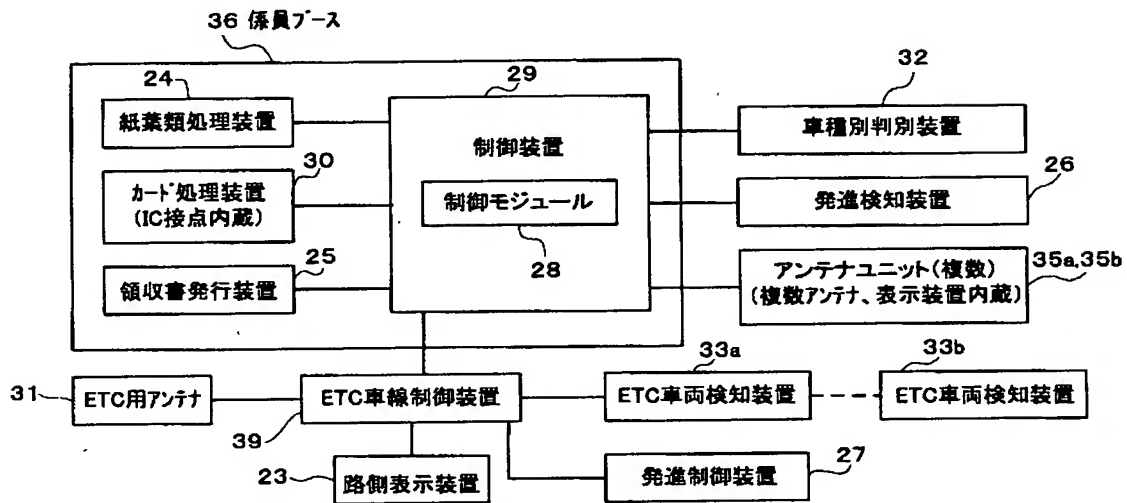 36 係員ブース
24
紙葉類処理装置
30
カード処理装置
(IC接点内蔵)
25
領収書発行装置
29
制御装置
制御モジュール
28
32
車種別判別装置
26
発進検知装置
35a,35b
アンテナユニット(複数)
(複数アンテナ、表示装置内蔵)
31
ETC用アンテナ
ETC車線制御装置
39
33a
ETC車両検知装置
33b
ETC車両検知装置
23
路側表示装置
発進制御装置
27